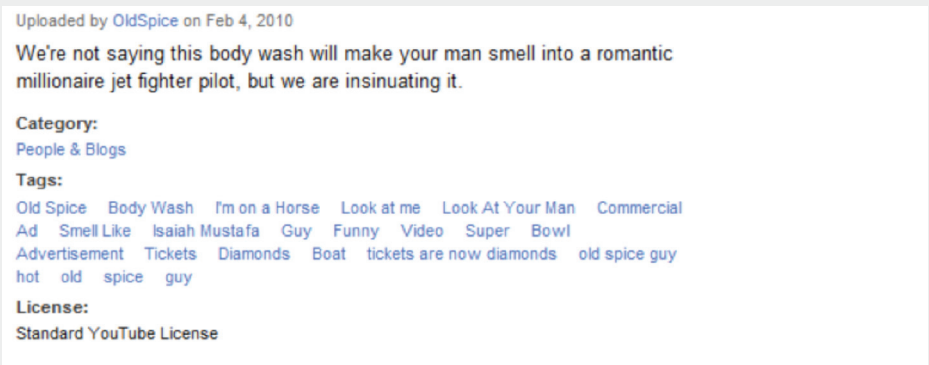 Uploaded by OldSpice on Feb 4, 2010
We're not saying this body wash will make your man smell into a romantic
millionaire jet fighter pilot, but we are insinuating it.
Category:
People & Blogs
Tags:
Old Spice Body Wash I'm on a Horse Look at me Look At Your Man Commercial
Ad Smell Like Isaiah Mustafa Guy Funny Video Super Bowl
Advertisement Tickets Diamonds Boat tickets are now diamonds old spice guy
hot old spice guy
License:
Standard YouTube License